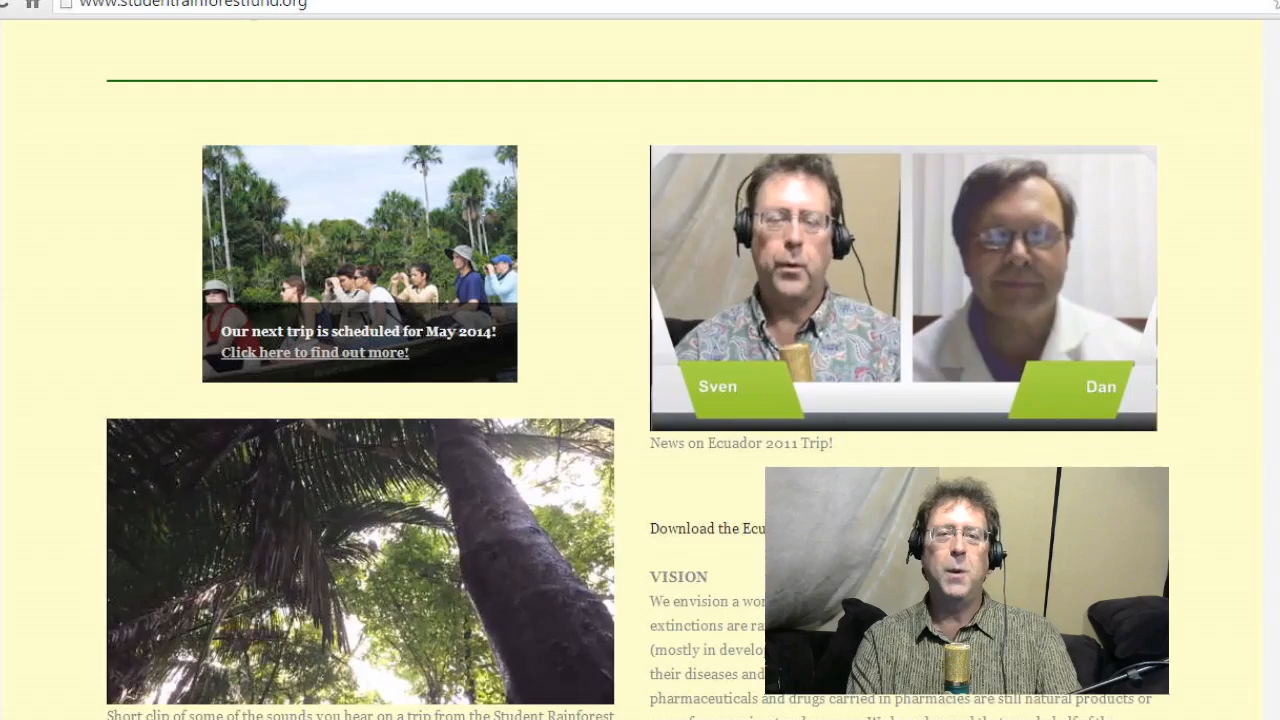 www.studentrainforestfund.org
Our next trip is scheduled for May 2014!
Click here to find out more!
Sven
Dan
News on Ecuador 2011 Trip!
Download the Ecu
VISION
We envision a wor
extinctions are ra
(mostly in develop
their diseases and
pharmaceuticals and drugs carried in pharmacies are still natural products or
Short clip of some of the sounds you hear on a trip from the Student Rainforest